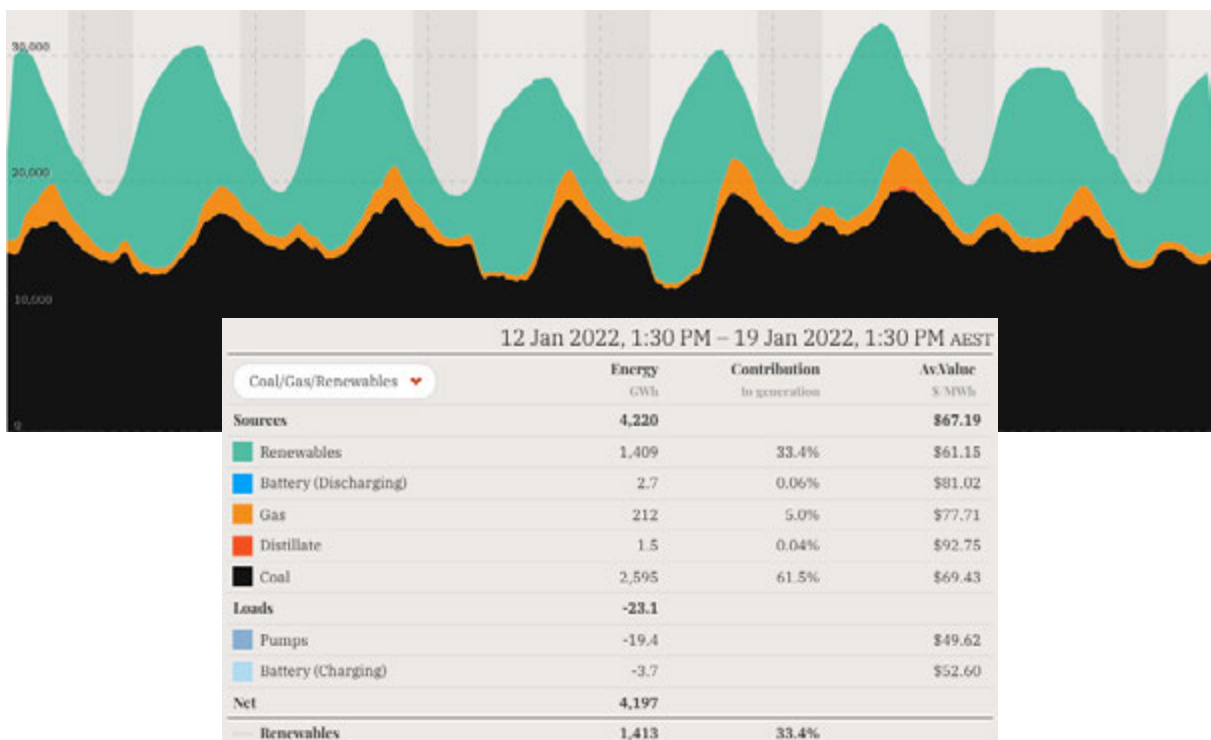 30,000
20,000
10,000
0
12 Jan 2022, 1:30 PM – 19 Jan 2022, 1:30 PM AEST
Coal/Gas/Renewables Energy Contribution Av.Value
GWh to generation $/MWh
Sources 4,220 $67.19
Renewables 1,409 33.4% $61.15
Battery (Discharging) 2.7 0.06% $81.02
Gas 212 5.0% $77.71
Distillate 1.5 0.04% $92.75
Coal 2,595 61.5% $69.43
Loads -23.1
Pumps -19.4 $49.62
Battery (Charging) -3.7 $52.60
Net 4,197
Renewables 1,413 33.4%